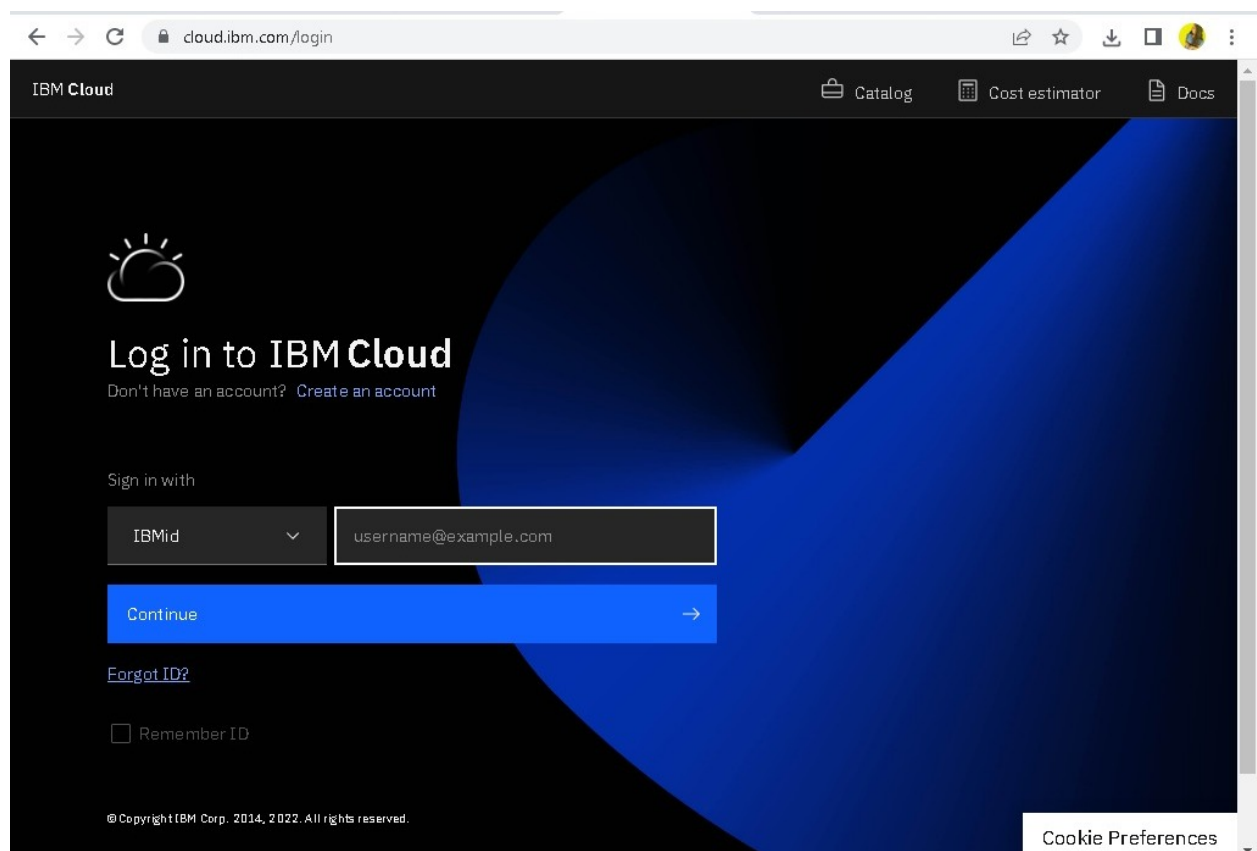 cloud.ibm.com/login
IBM Cloud
Catalog
Cost estimator
Docs
Log in to IBM Cloud
Don't have an account? Create an account
Sign in with
IBMid
username@example.com
Continue
Forgot ID?
Remember ID
© Copyright IBM Corp. 2014, 2022. All rights reserved.
Cookie Preferences